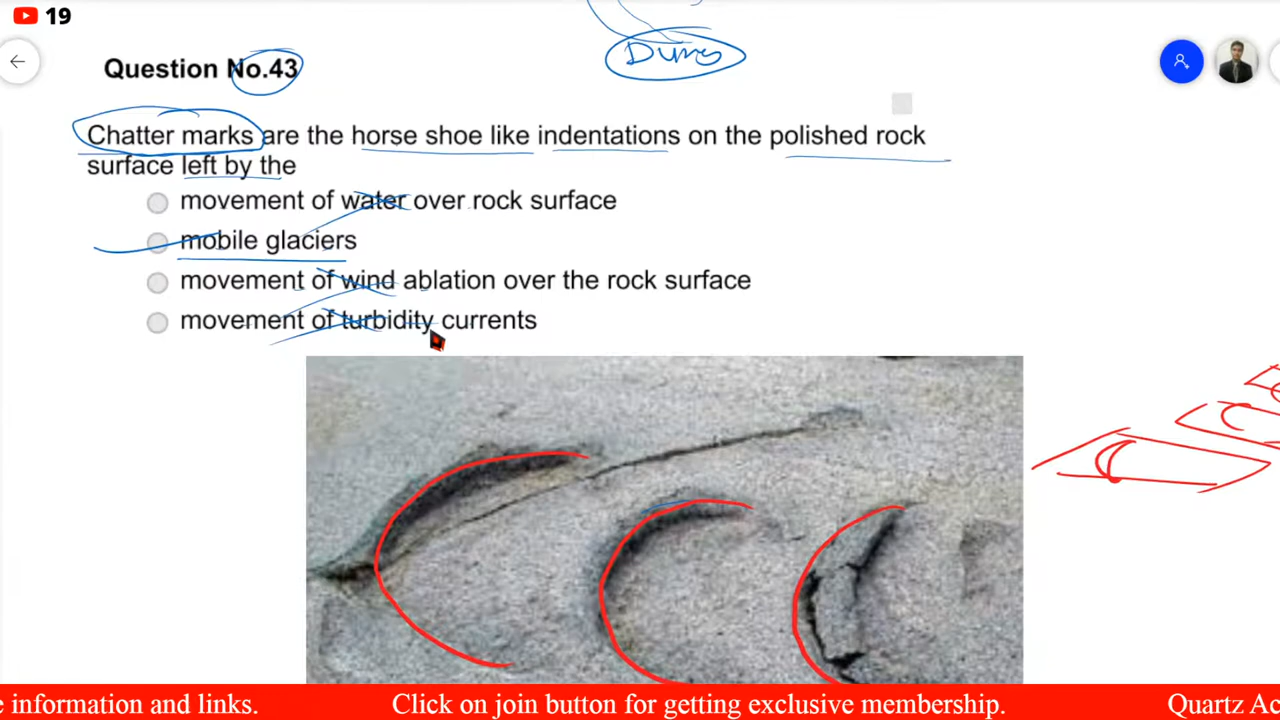 19
Dung
Question No.43
Chatter marks are the horse shoe like indentations on the polished rock
surface left by the
movement of water over rock surface
mobile glaciers
movement of wind ablation over the rock surface
movement of turbidity currents
e information and links.
Click on join button for getting exclusive membership.
Quartz Ac